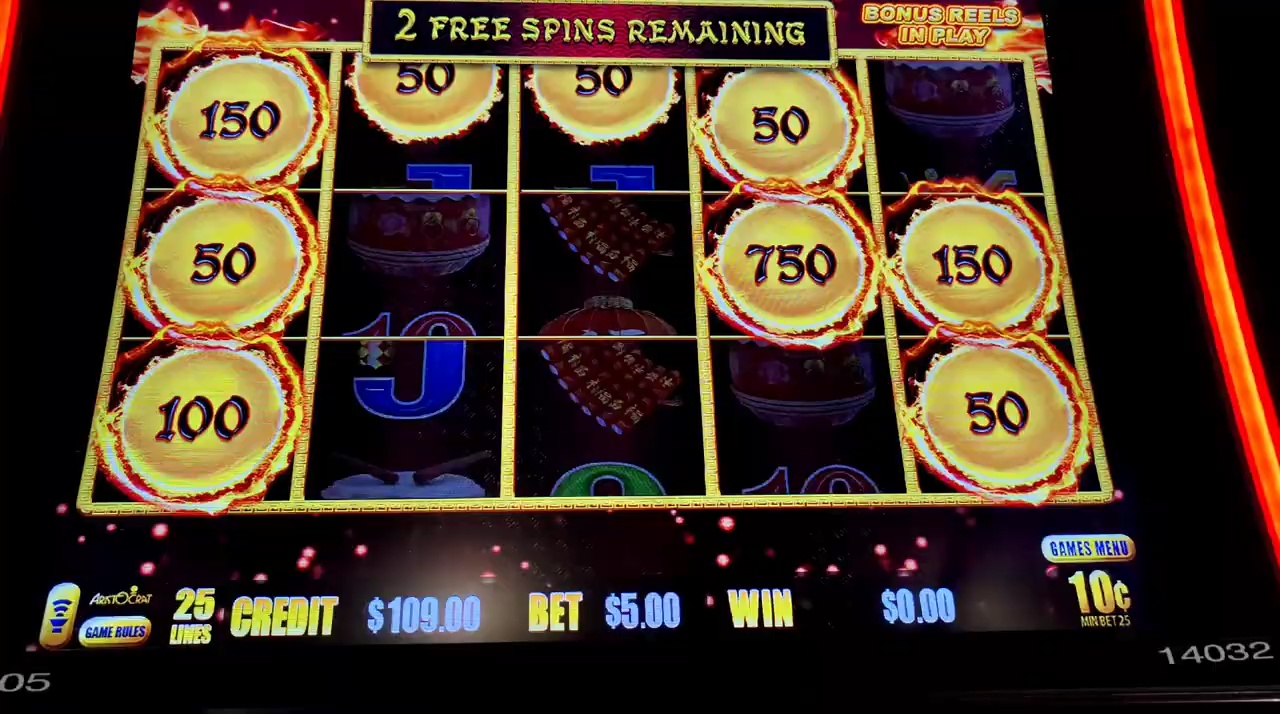 2 FREE SPINS REMAINING
BONUS REELS
IN PLAY
150 50 50 50
50 750 150
100 50
J J
10
10
GAMES MENU
ARISTOCRAT
GAME RULES
25
LINES
CREDIT $109.00 BET $5.00 WIN $0.00
10¢
MIN BET 25
05
14032